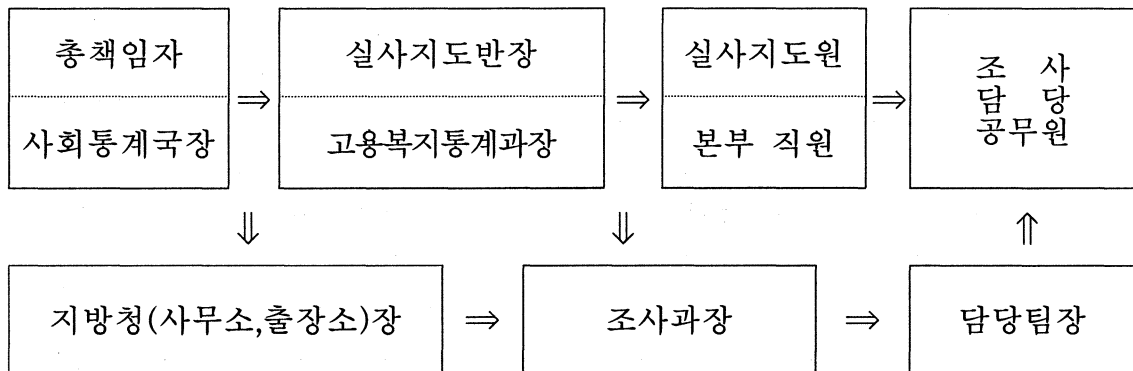 총책임자
사회통계국장
⇒
실사지도반장
고용복지통계과장
⇒
실사지도원
본부 직원
⇒
조 사
담 당
공무원
⇓ ⇓ ⇑
지방청(사무소,출장소)장 ⇒ 조사과장 ⇒ 담당팀장